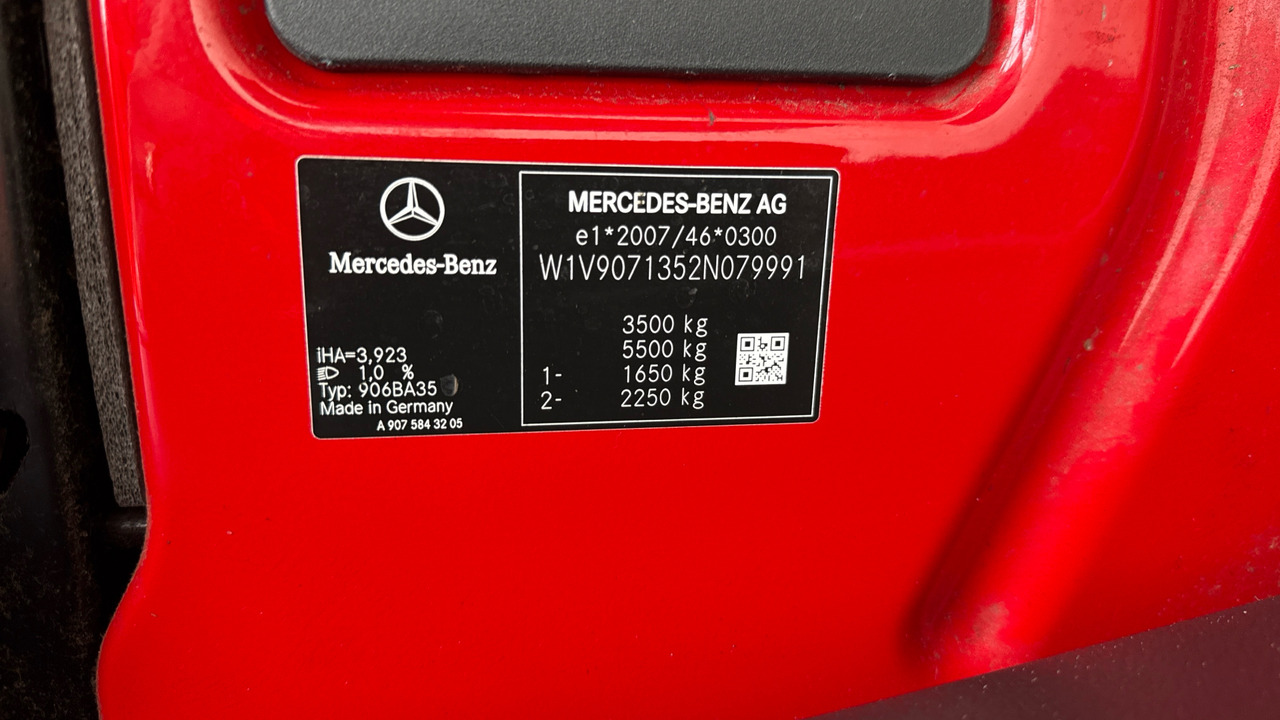 Mercedes-Benz
iHA=3,923
1.0 %
Typ: 906BA35
Made in Germany
A 907 584 32 05
MERCEDES-BENZ AG
e1*2007/46*0300
W1V9071352N079991
3500 kg
5500 kg
1- 1650 kg
2- 2250 kg